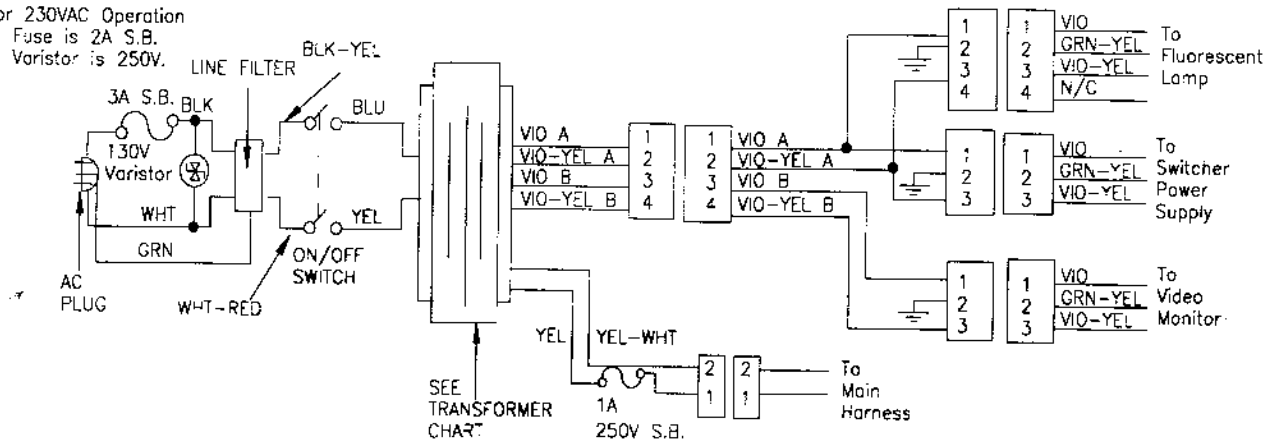 or 230VAC Operation
Fuse is 2A S.B.
Varistor is 250V.
LINE FILTER
BLK-YEL
3A S.B.
BLK
BLU
130V
Varistor
WHT
GRN
YEL
ON/OFF
SWITCH
AC
PLUG
WHT-RED
SEE
TRANSFORMER
CHART
VIO A
VIO-YEL A
VIO B
VIO-YEL B
1
2
3
4
1
2
3
4
VIO A
VIO-YEL A
VIO B
VIO-YEL B
YEL
YEL-WHT
1A
250V S.B.
2
1
2
1
To
Main
Harness
1
2
3
4
1
2
3
4
VIO
GRN-YEL
VIO-YEL
N/C
To
Fluorescent
Lamp
1
2
3
1
2
3
VIO
GRN-YEL
VIO-YEL
To
Switcher
Power
Supply
1
2
3
1
2
3
VIO
GRN-YEL
VIO-YEL
To
Video
Monitor